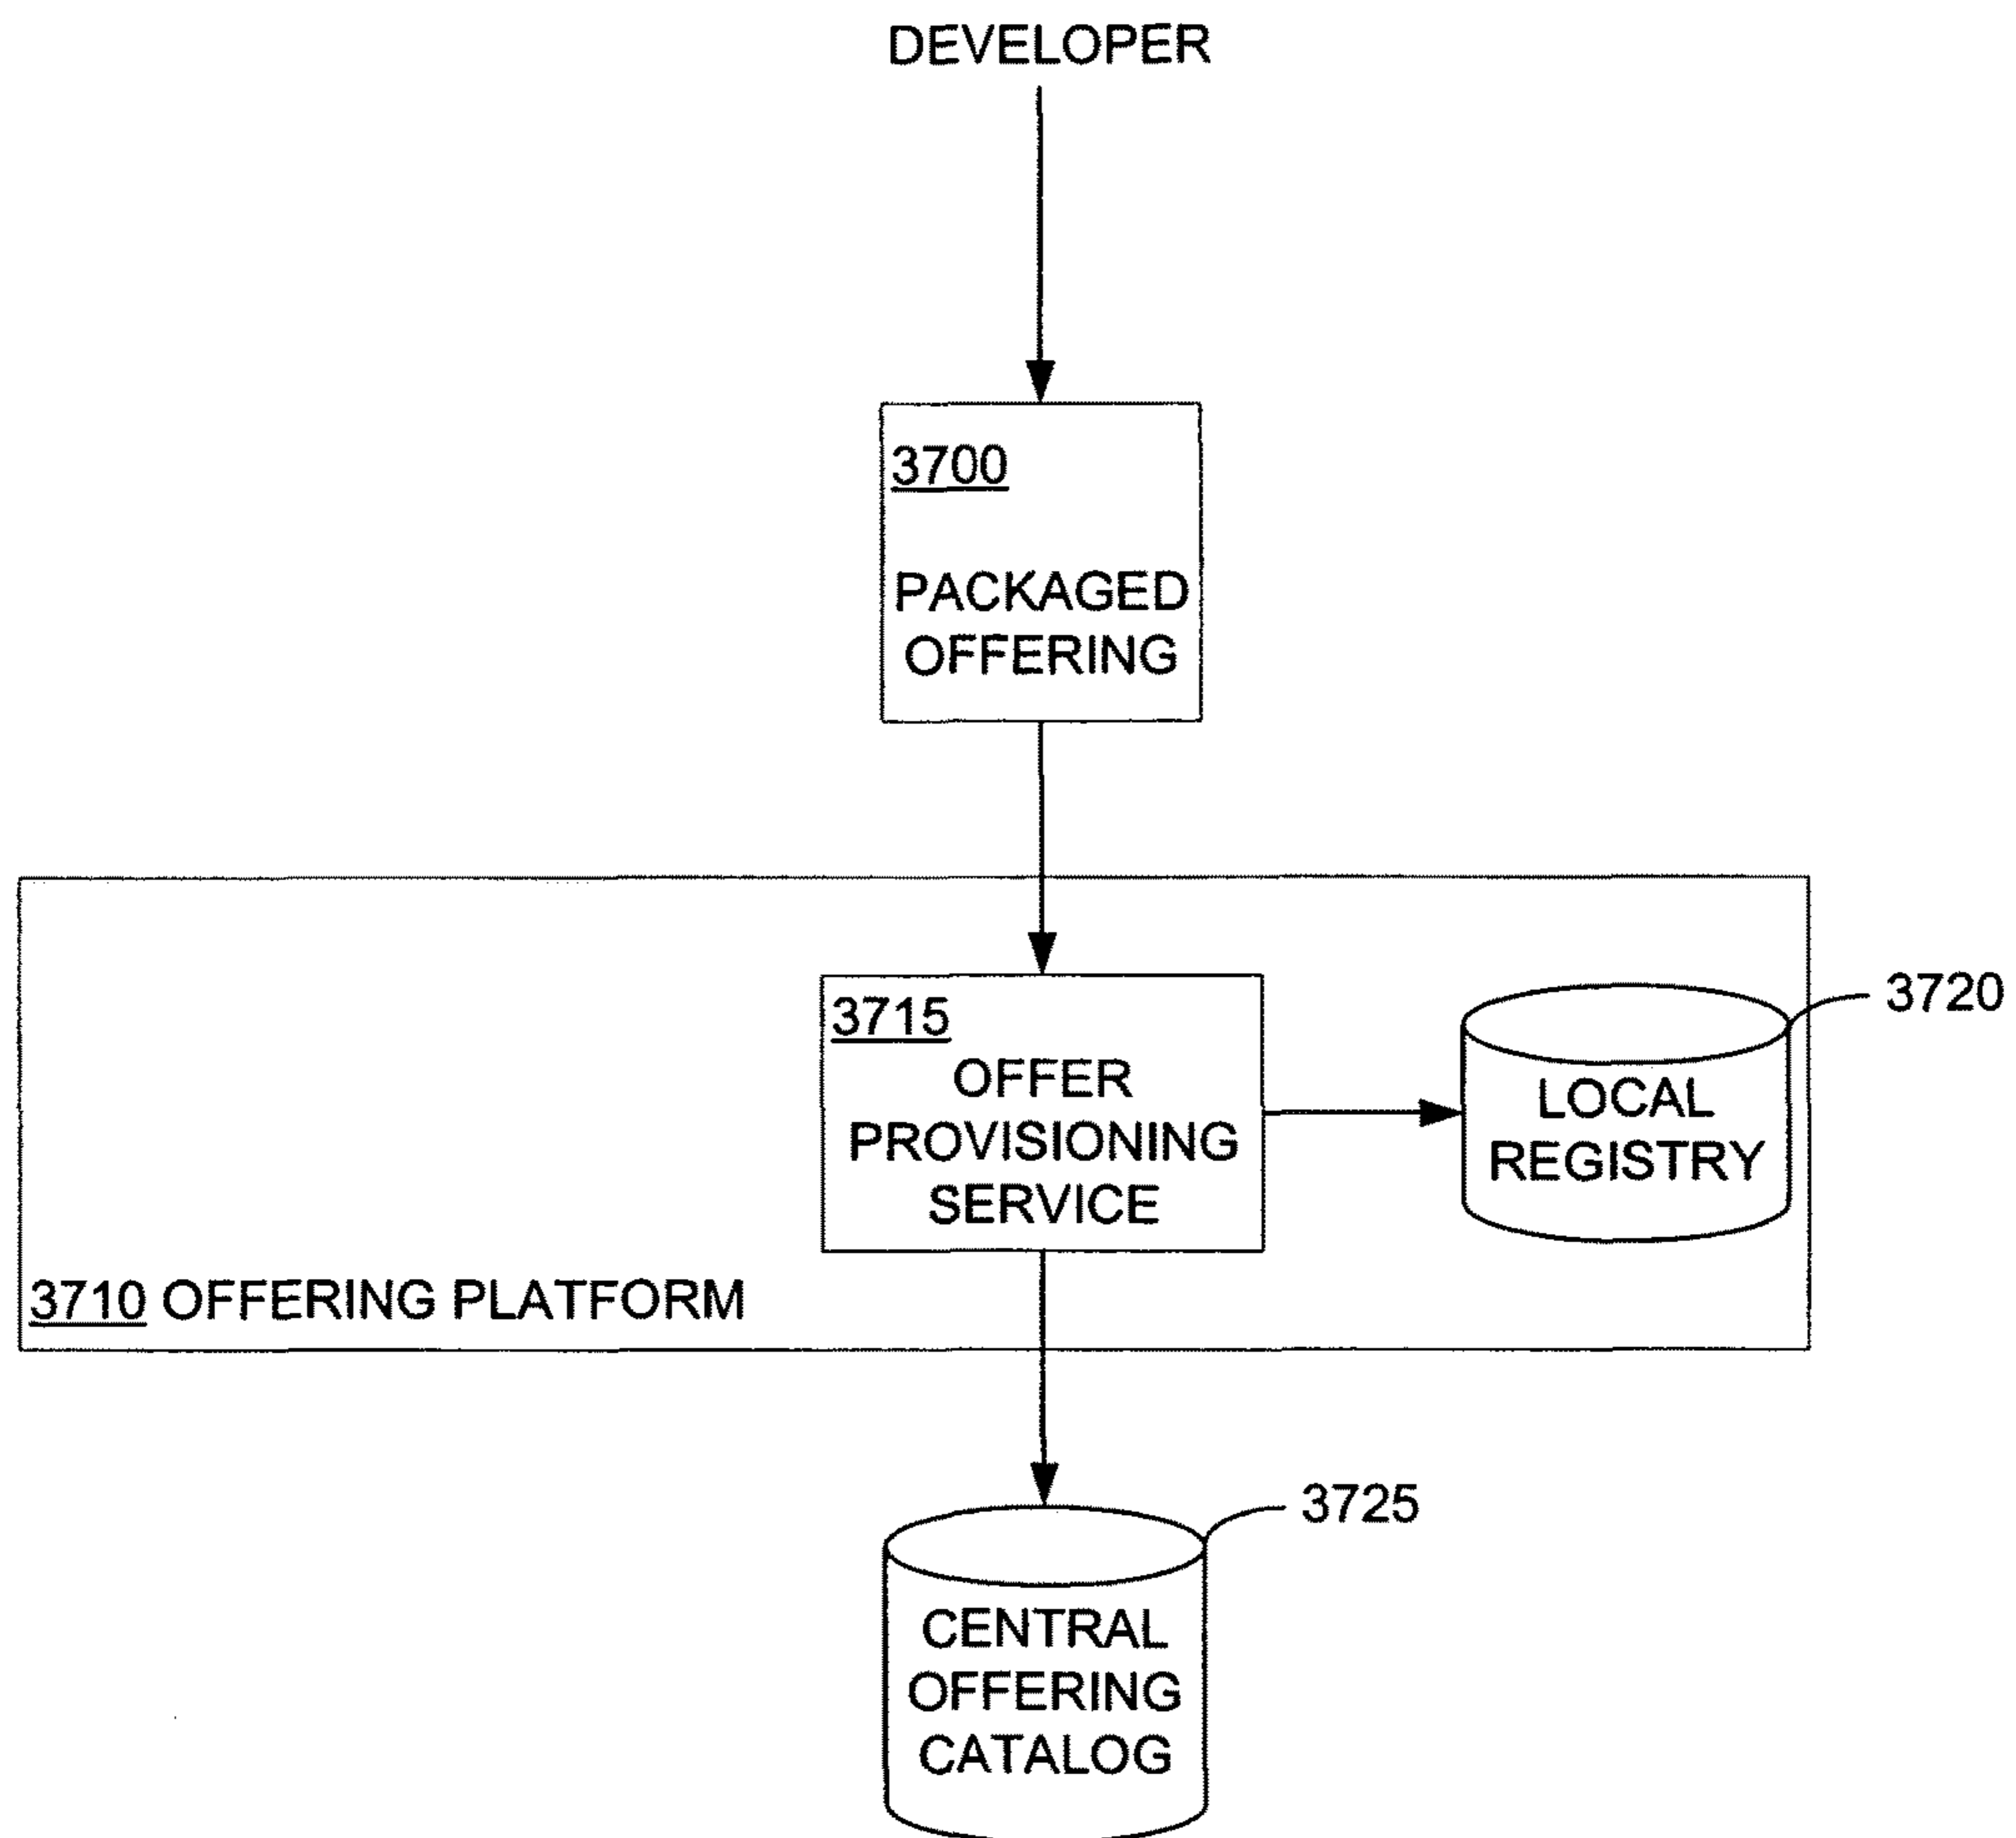 DEVELOPER
3700
PACKAGED
OFFERING
3715
OFFER
PROVISIONING
SERVICE
3720
LOCAL
REGISTRY
3710 OFFERING PLATFORM
3725
CENTRAL
OFFERING
CATALOG